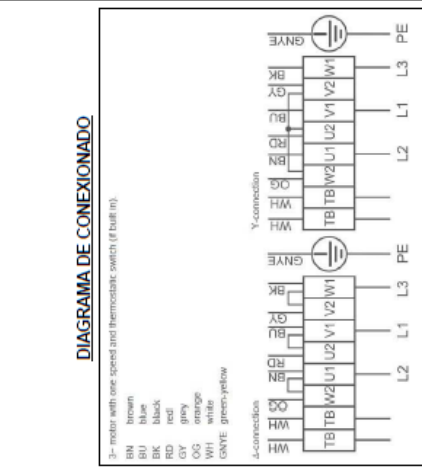 DIAGRAMA DE CONEXIONADO
3~ motor with one speed and thermostatic switch (if built in).
BN brown
BU blue
BK black
RD red
GY grey
OG orange
WH white
GNYE green-yellow
Δ-connection
WH WH OG BN RD BU GY BK GNYE
TB TB W2 U1 U2 V1 V2 W1
L2 L1 L3 PE
Y-connection
WH WH OG BN RD BU GY BK GNYE
TB TB W2 U1 U2 V1 V2 W1
L2 L1 L3 PE